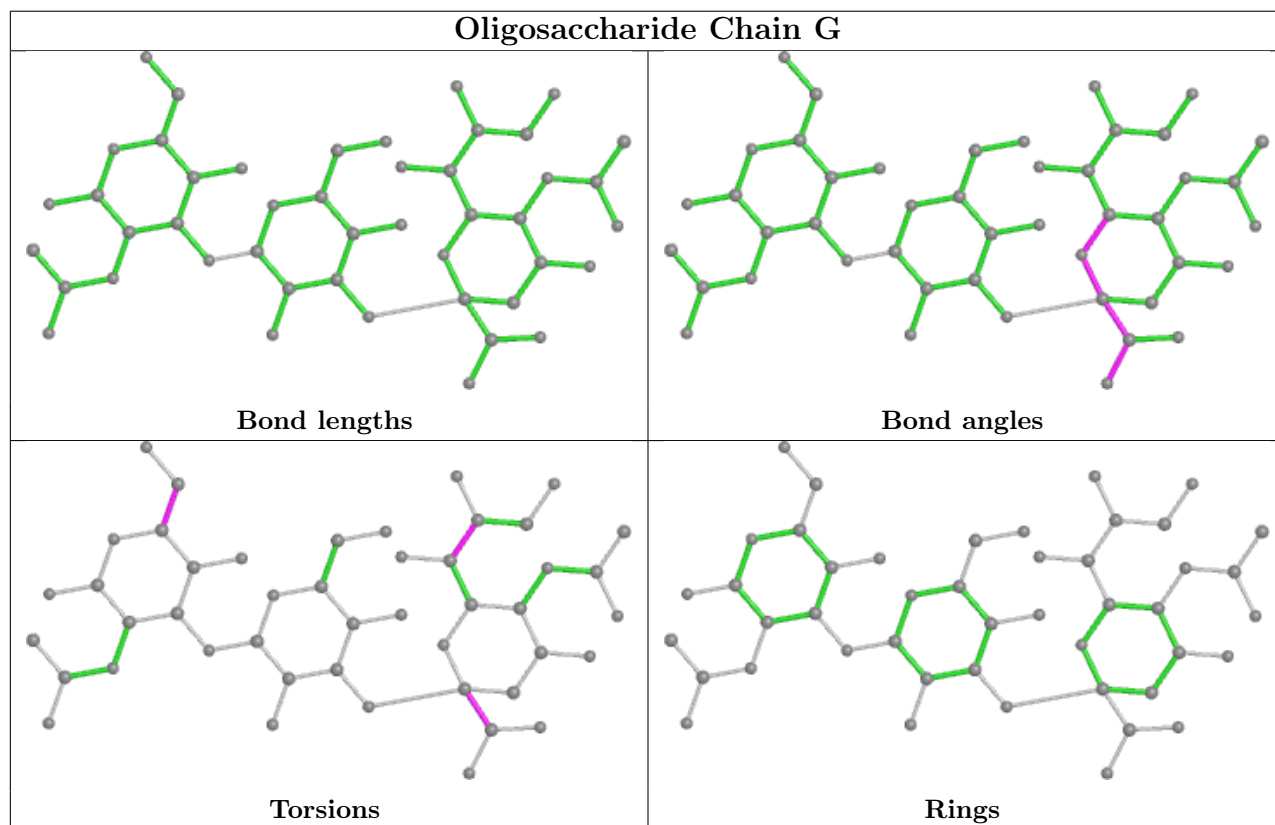 Oligosaccharide Chain G
Bond lengths
Bond angles
Torsions
Rings